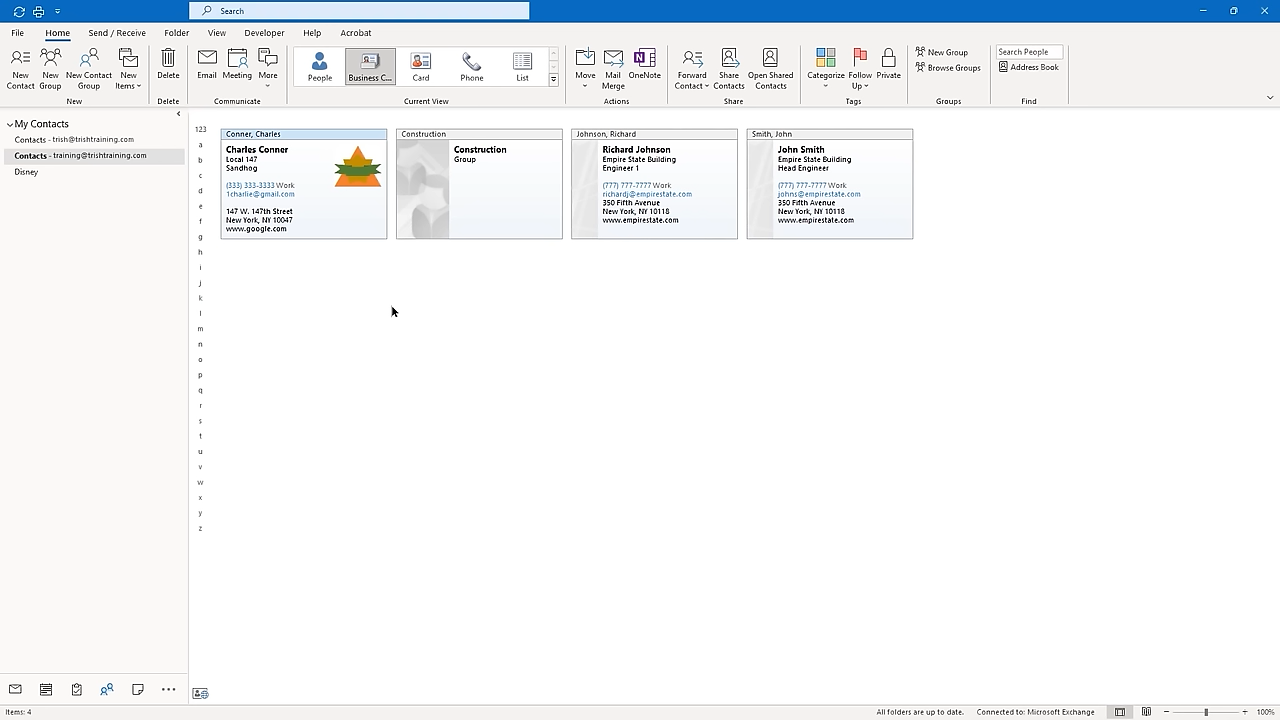 Search
File Home Send / Receive Folder View Developer Help Acrobat
New Contact
New Group
New Contact Group
New Items
New
Delete
Delete
Email
Meeting
More
Communicate
People
Business C...
Card
Phone
List
Current View
Move
Mail Merge
OneNote
Actions
Forward Contact
Share Contacts
Open Shared Contacts
Share
Categorize
Follow Up
Private
Tags
New Group
Browse Groups
Groups
Search People
Address Book
Find
My Contacts
Contacts - trish@trishtraining.com
Contacts - training@trishtraining.com
Disney
123
a
b
c
d
e
f
g
h
i
j
k
l
m
n
o
p
q
r
s
t
u
v
w
x
y
z
Conner, Charles
Charles Conner
Local 147
Sandhog
(333) 333-3333 Work
1charlie@gmail.com
147 W. 147th Street
New York, NY 10047
www.google.com
Construction
Construction
Group
Johnson, Richard
Richard Johnson
Empire State Building
Engineer 1
(777) 777-7777 Work
richardj@empirestate.com
350 Fifth Avenue
New York, NY 10118
www.empirestate.com
Smith, John
John Smith
Empire State Building
Head Engineer
(777) 777-7777 Work
johns@empirestate.com
350 Fifth Avenue
New York, NY 10118
www.empirestate.com
Items: 4
All folders are up to date.
Connected to: Microsoft Exchange
100%